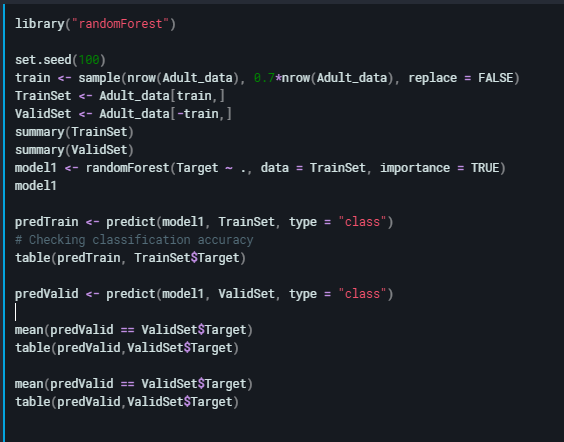 library("randomForest")
set.seed(100)
train <- sample(nrow(Adult_data), 0.7*nrow(Adult_data), replace = FALSE)
TrainSet <- Adult_data[train,]
ValidSet <- Adult_data[-train,]
summary(TrainSet)
summary(ValidSet)
model1 <- randomForest(Target ~ ., data = TrainSet, importance = TRUE)
model1
predTrain <- predict(model1, TrainSet, type = "class")
# Checking classification accuracy
table(predTrain, TrainSet$Target)
predValid <- predict(model1, ValidSet, type = "class")
mean(predValid == ValidSet$Target)
table(predValid,ValidSet$Target)
mean(predValid == ValidSet$Target)
table(predValid,ValidSet$Target)